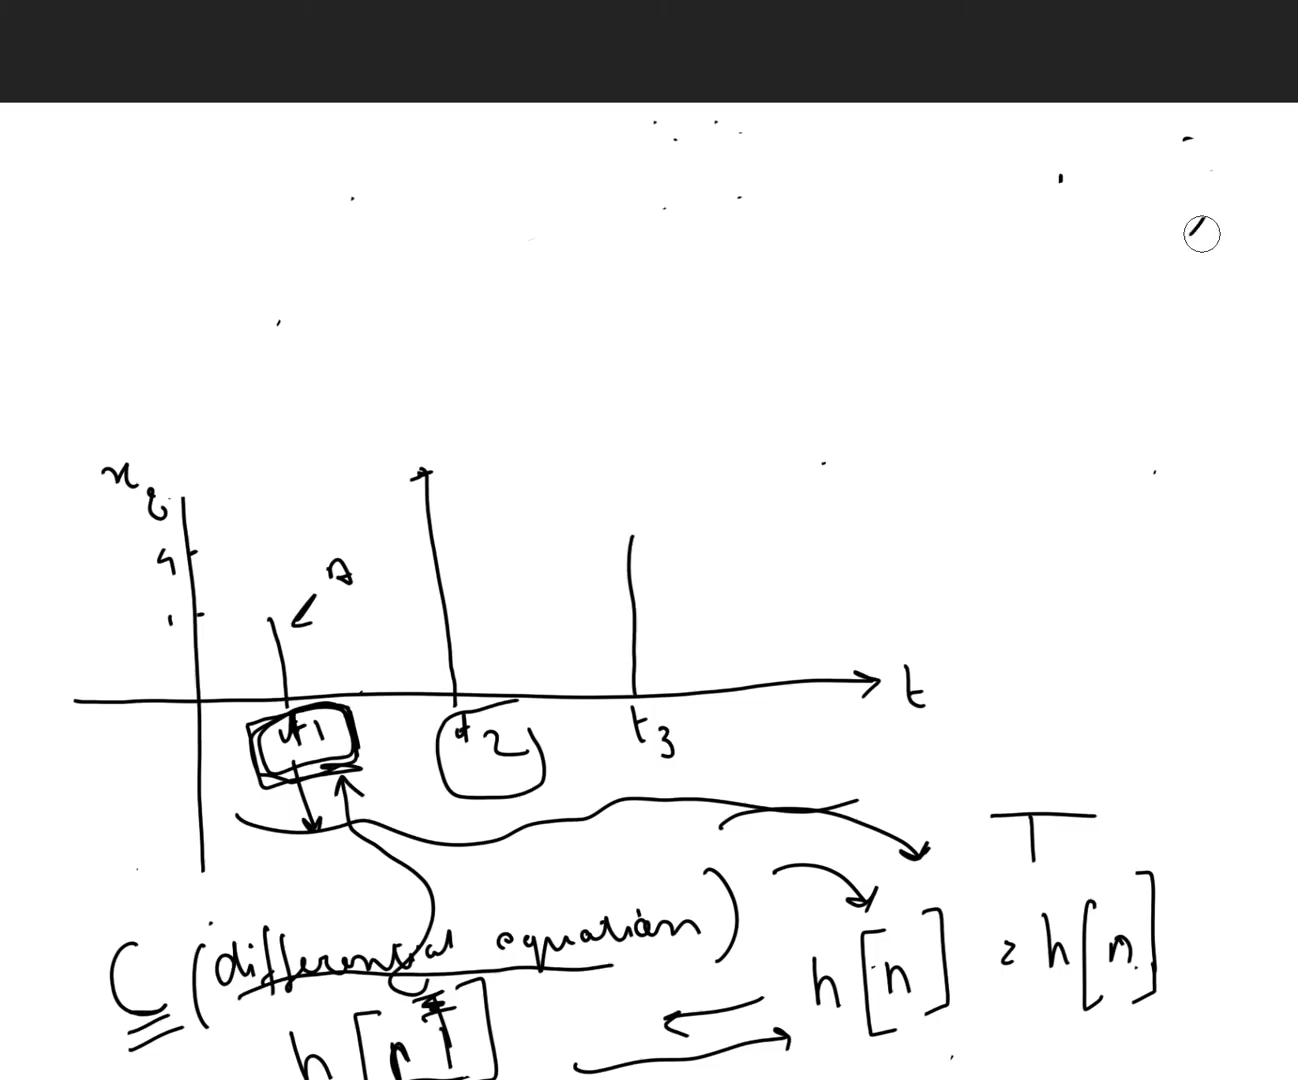 4
1
t
t1
t2
t3
C (differential equation)
h[n] = h[n]
h[n]